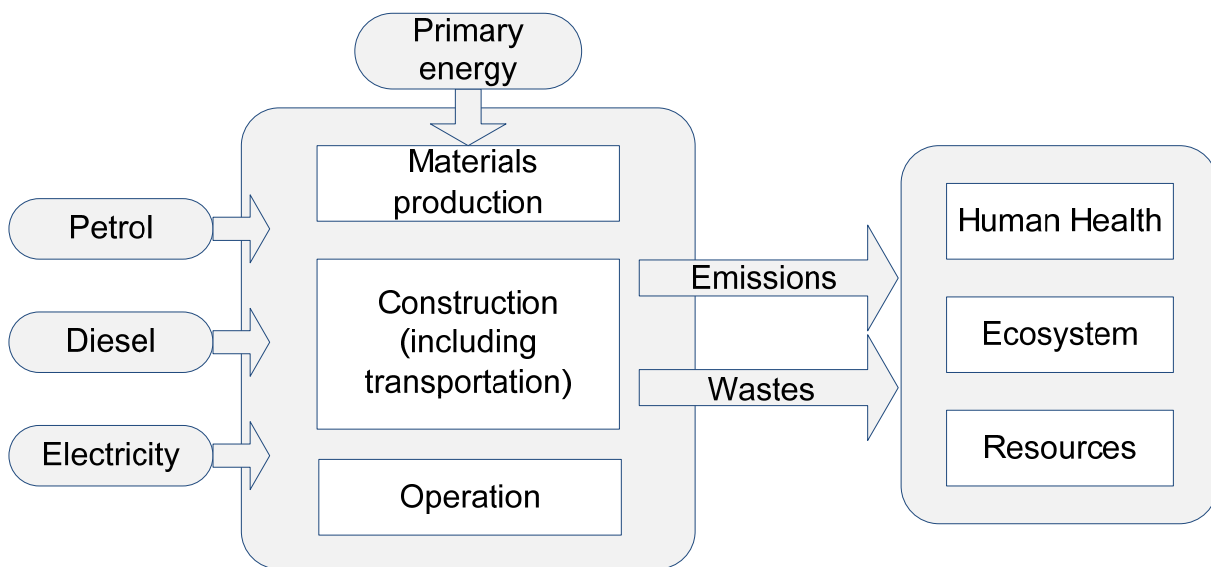 Primary
energy
Materials
production
Petrol
Human Health
Emissions
Construction
(including
transportation)
Diesel
Ecosystem
Wastes
Electricity
Resources
Operation